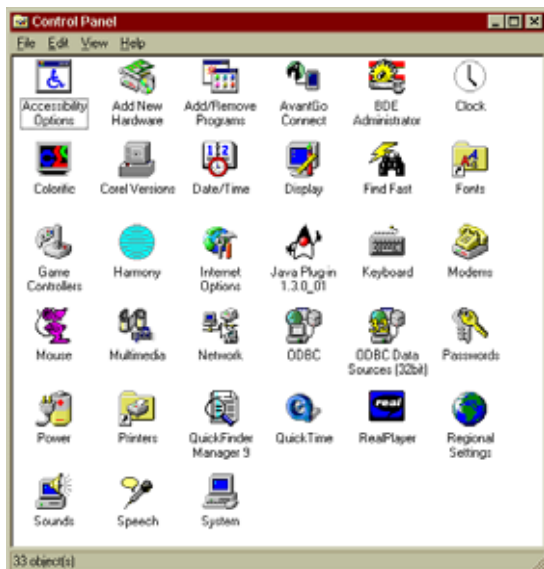 Control Panel
File Edit View Help
Accessibility Options
Add New Hardware
Add/Remove Programs
AvantGo Connect
BDE Administrator
Clock
Colorific
Corel Versions
Date/Time
Display
Find Fast
Fonts
Game Controllers
Harmony
Internet Options
Java Plug-in 1.3.0_01
Keyboard
Modems
Mouse
Multimedia
Network
ODBC
ODBC Data Sources (32bit)
Passwords
Power
Printers
QuickFinder Manager 9
QuickTime
real
RealPlayer
Regional Settings
Sounds
Speech
System
33 object(s)